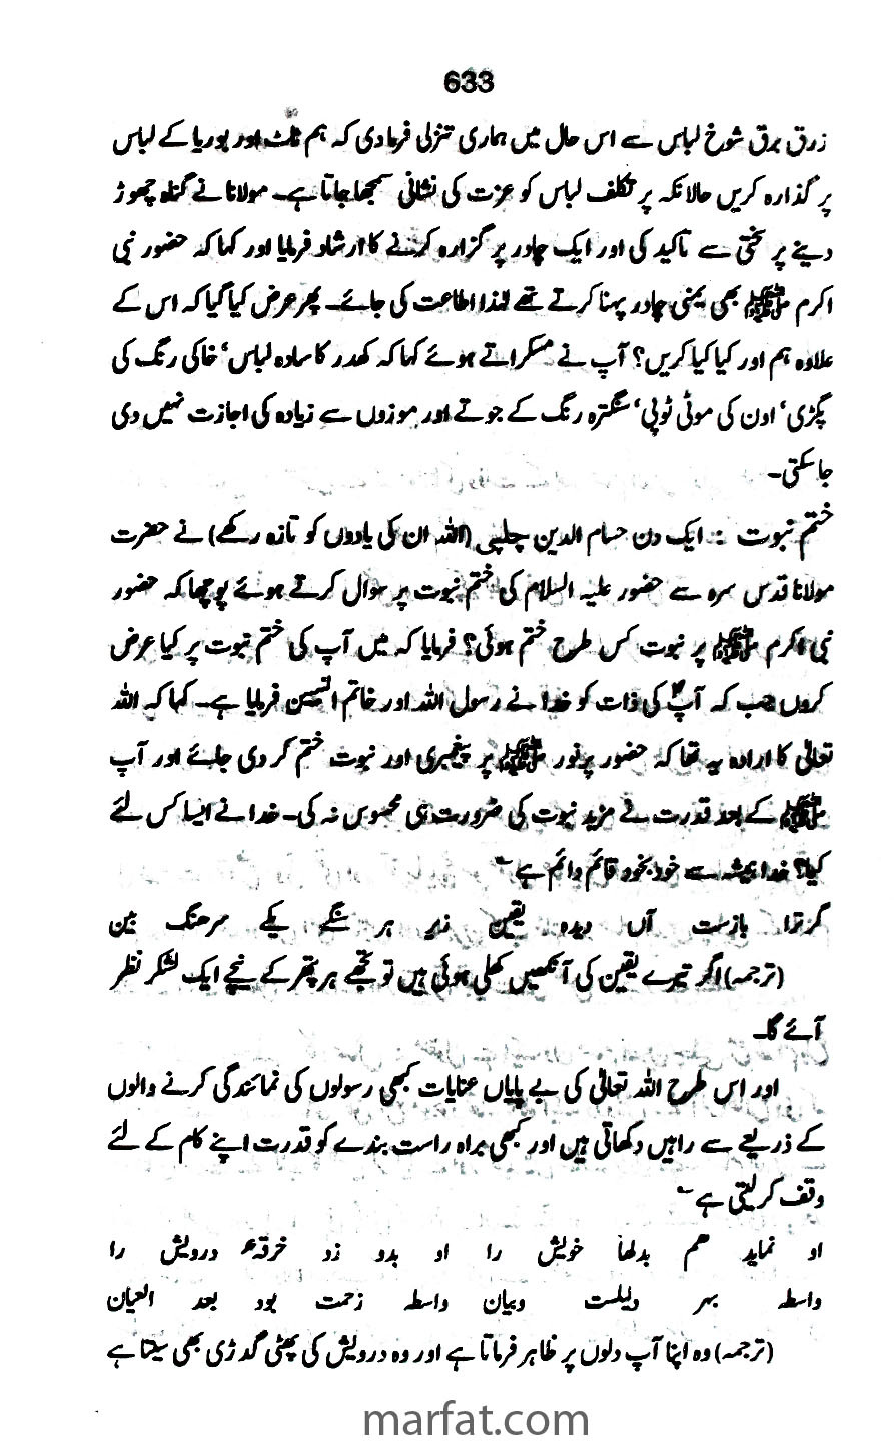 633
زرق برق شوخ لباس سے اس حال میں ہماری تنزلی فرما دی کہ ہم ٹاٹ اور بوریا کے لباس
پر گذارہ کریں حالانکہ پر تکلف لباس کو عزت کی نشانی سمجھا جاتا ہے۔ مولانا نے گناہ چھوڑ
دینے پر سختی سے تاکید کی اور ایک چادر پر گزارہ کرنے کا ارشاد فرمایا اور کہا کہ حضور نبی
اکرم ﷺ بھی یمنی چادر پہنا کرتے تھے لہٰذا اطاعت کی جائے۔ پھر عرض کیا گیا کہ اس کے
علاوہ ہم اور کیا کیا کریں؟ آپ نے مسکراتے ہوئے کہا کہ کھدر کا سادہ لباس‘ خاکی رنگ کی
پگڑی‘ اون کی موٹی ٹوپی‘ سنگترہ رنگ کے جوتے اور موزوں سے زیادہ کی اجازت نہیں دی
جا سکتی۔
ختم نبوت : ایک دن حسام الدین چلپی (اللہ ان کی یادوں کو تازہ رکھے) نے حضرت
مولانا قدس سرہ سے حضور علیہ السلام کی ختم نبوت پر سوال کرتے ہوئے پوچھا کہ حضور
نبی اکرم ﷺ پر نبوت کس طرح ختم ہوئی؟ فرمایا کہ میں آپ کی ختم نبوت پر کیا عرض
کروں جب کہ آپؐ کی ذات کو خدا نے رسول اللہ اور خاتم النبیین فرمایا ہے۔ کہا کہ اللہ
تعالیٰ کا ارادہ یہ تھا کہ حضور پرنور ﷺ پر پیغمبری اور نبوت ختم کر دی جائے اور آپ
ﷺ کے بعد قدرت نے مزید نبوت کی ضرورت ہی محسوس نہ کی۔ خدا نے ایسا کس لئے
کیا؟ خدا ہمیشہ سے خود بخود قائم دائم ہے ؎
گر ترا بازست آں دیدہ یقین زیر ہر سنگے یکے سرہنگ بین
(ترجمہ) اگر تیرے یقین کی آنکھیں کھلی ہوئی ہیں تو تجھے ہر پتھر کے نیچے ایک لشکر نظر
آئے گا۔
اور اس طرح اللہ تعالیٰ کی بے پایاں عنایات کبھی رسولوں کی نمائندگی کرنے والوں
کے ذریعے سے راہیں دکھاتی ہیں اور کبھی براہ راست بندے کو قدرت اپنے کام کے لئے
وقف کر لیتی ہے ؎
او نماید ھم بدلھا خویش را او بدو زد خرقہء درویش را
واسطہ بہر دلیلست وبیان واسطہ زحمت بود بعد العیان
(ترجمہ) وہ اپنا آپ دلوں پر ظاہر فرماتا ہے اور وہ درویش کی پھٹی گدڑی بھی سیتا ہے
marfat.com